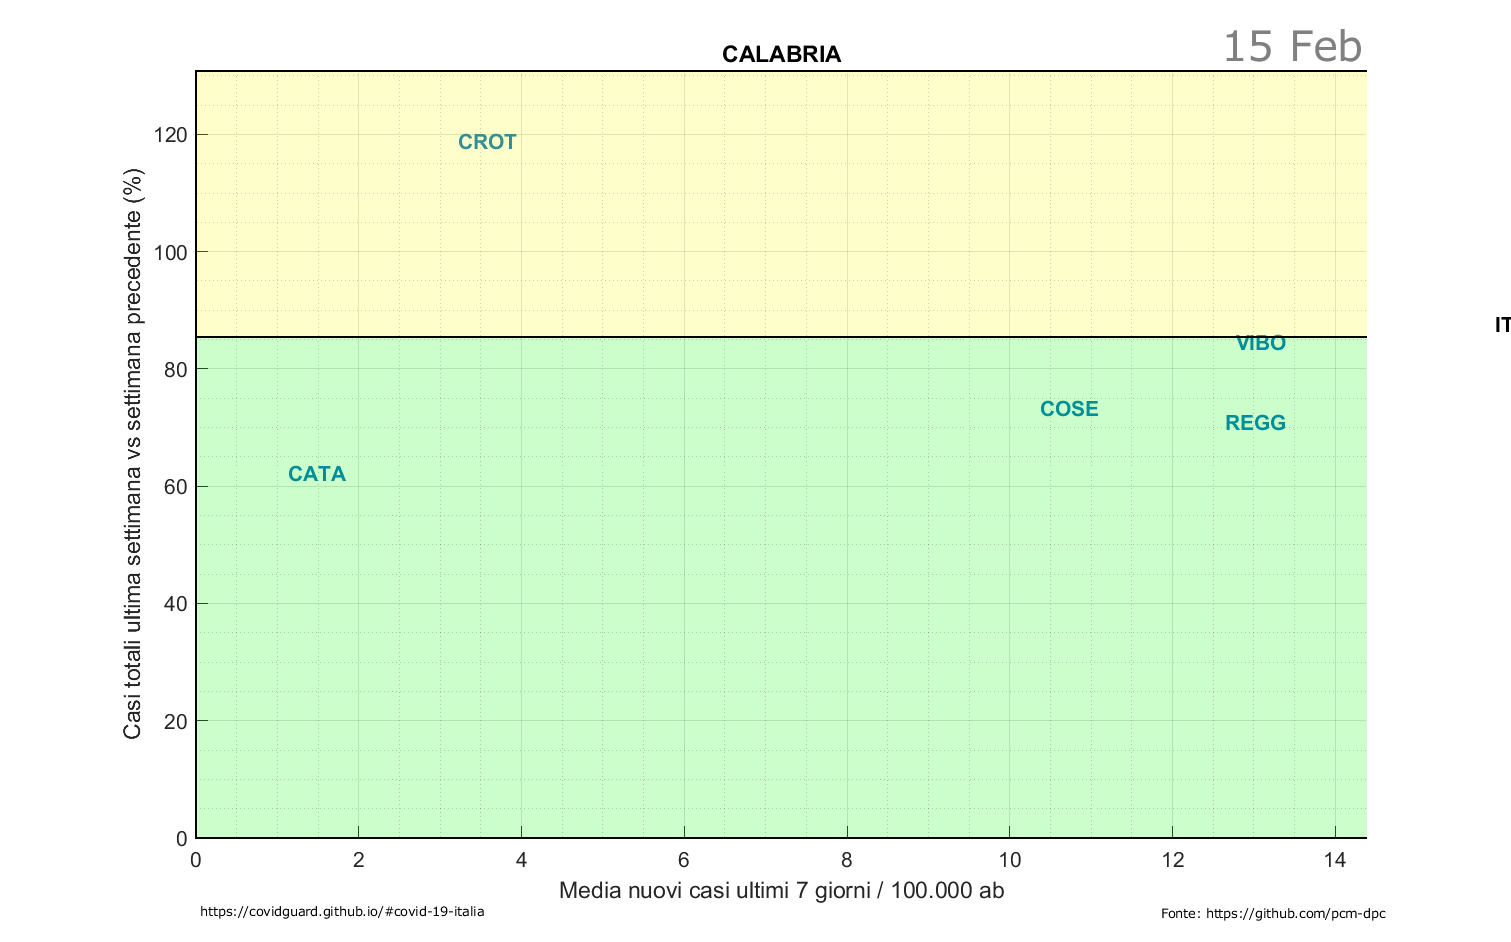 15 Feb
CALABRIA
120
CROT
100
IT
VIBO
80
COSE
REGG
CATA
60
40
20
0
Casi totali ultima settimana vs settimana precedente (%)
0 2 4 6 8 10 12 14
Media nuovi casi ultimi 7 giorni / 100.000 ab
https://covidguard.github.io/#covid-19-italia
Fonte: https://github.com/pcm-dpc